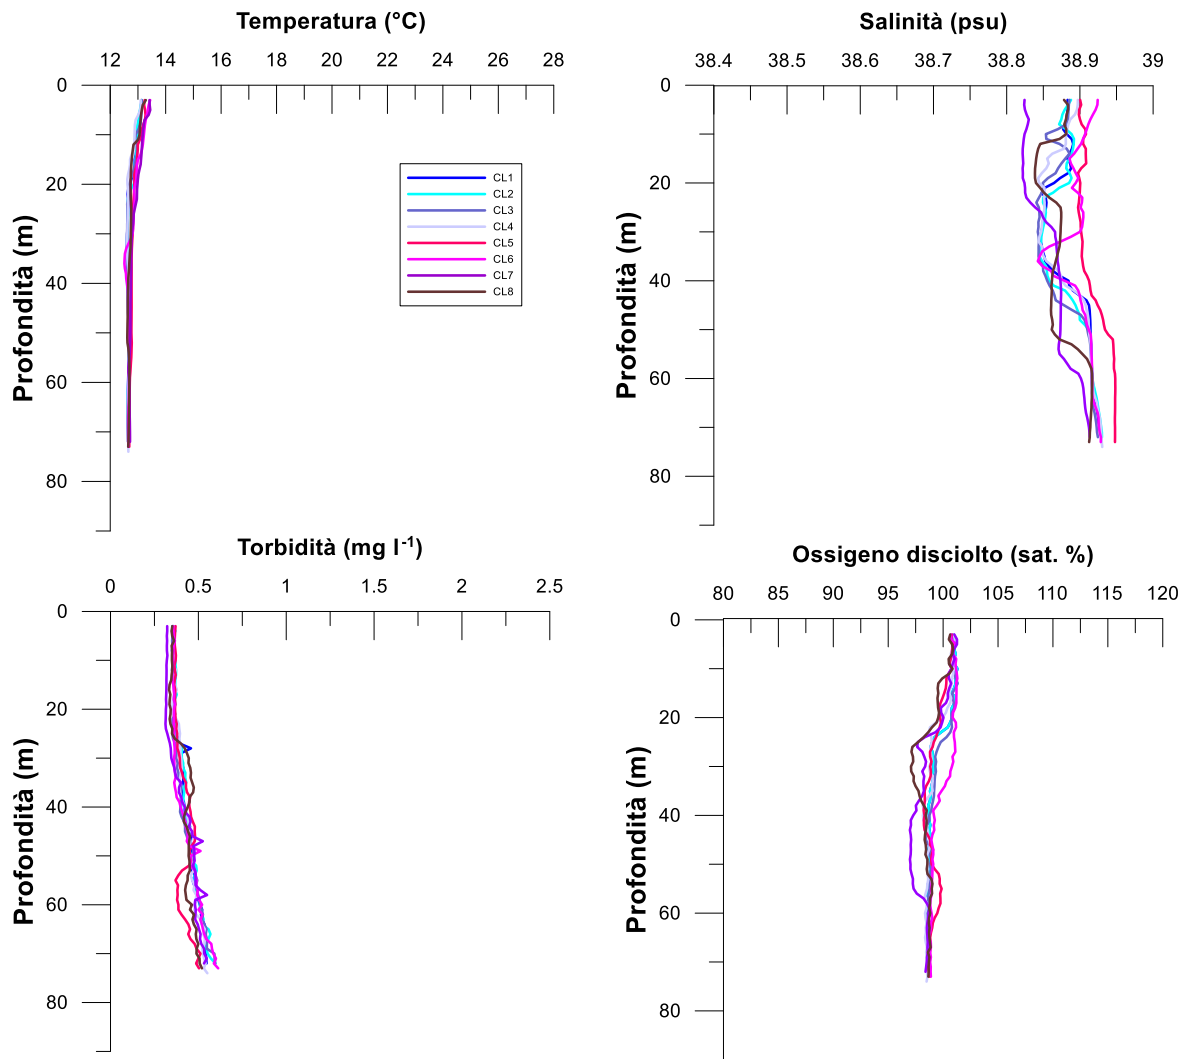 Temperatura (°C)
12 14 16 18 20 22 24 26 28
0
20
40
60
80
Profondità (m)
CL1
CL2
CL3
CL4
CL5
CL6
CL7
CL8
Salinità (psu)
38.4 38.5 38.6 38.7 38.8 38.9 39
0
20
40
60
80
Profondità (m)
Torbidità (mg l⁻¹)
0 0.5 1 1.5 2 2.5
0
20
40
60
80
Profondità (m)
Ossigeno disciolto (sat. %)
80 85 90 95 100 105 110 115 120
0
20
40
60
80
Profondità (m)